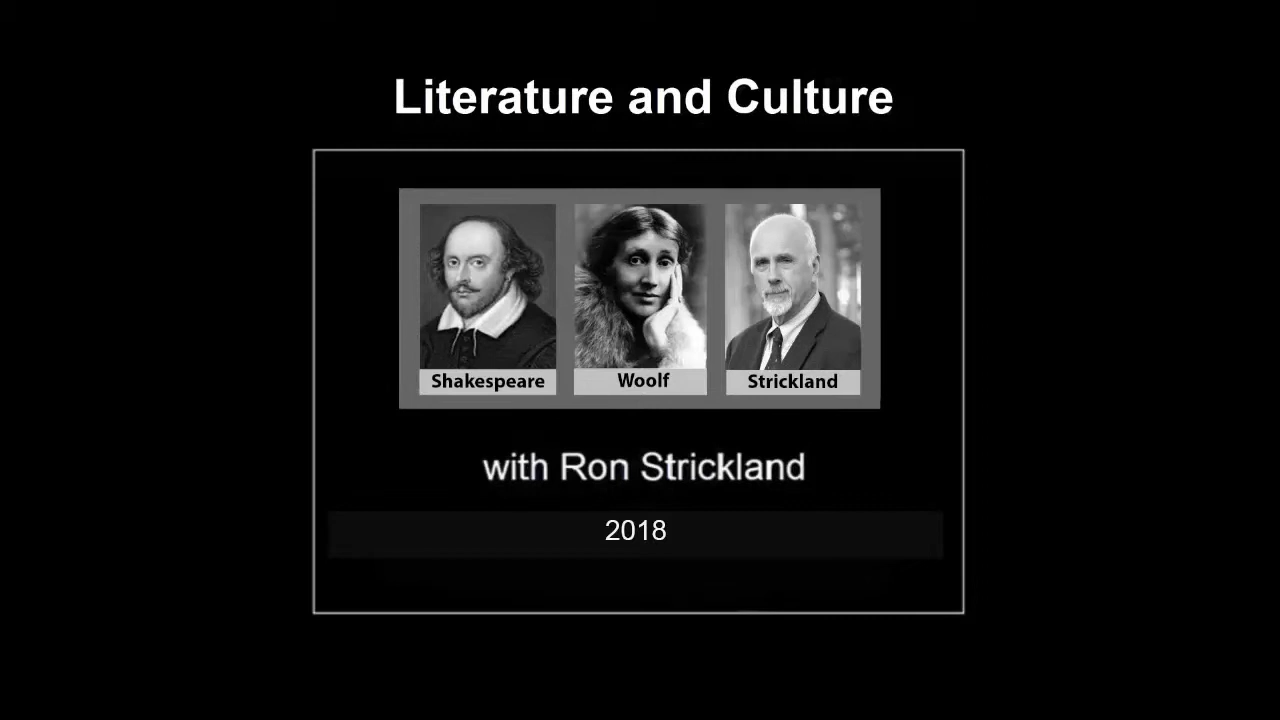 Literature and Culture
Shakespeare
Woolf
Strickland
with Ron Strickland
2018